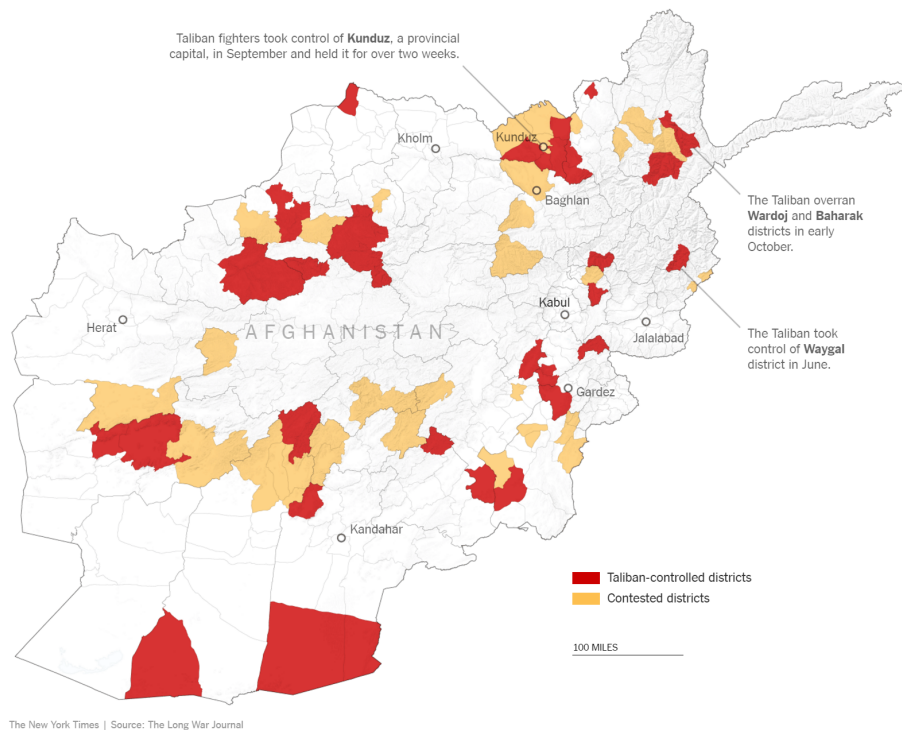 Taliban fighters took control of Kunduz, a provincial
capital, in September and held it for over two weeks.
Kholm
Kunduz
Baghlan
The Taliban overran
Wardoj and Baharak
districts in early
October.
Kabul
Herat
AFGHANISTAN
Jalalabad
The Taliban took
control of Waygal
district in June.
Gardez
Kandahar
Taliban-controlled districts
Contested districts
100 MILES
The New York Times | Source: The Long War Journal